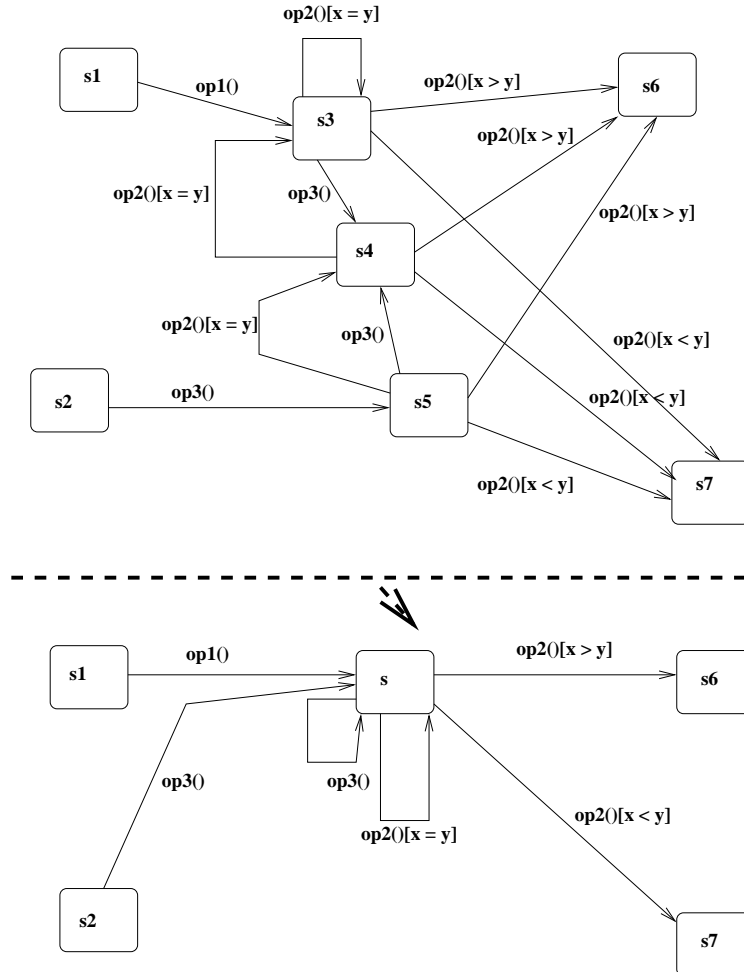 op2()[x = y]
s1
op1()
s3
op2()[x > y]
s6
op2()[x > y]
op2()[x = y]
op3()
op2()[x > y]
s4
op2()[x = y]
op3()
op2()[x < y]
s2
op3()
s5
op2()[x < y]
op2()[x < y]
s7
s1
op1()
s
op2()[x > y]
s6
op3()
op3()
op2()[x = y]
op2()[x < y]
s2
s7